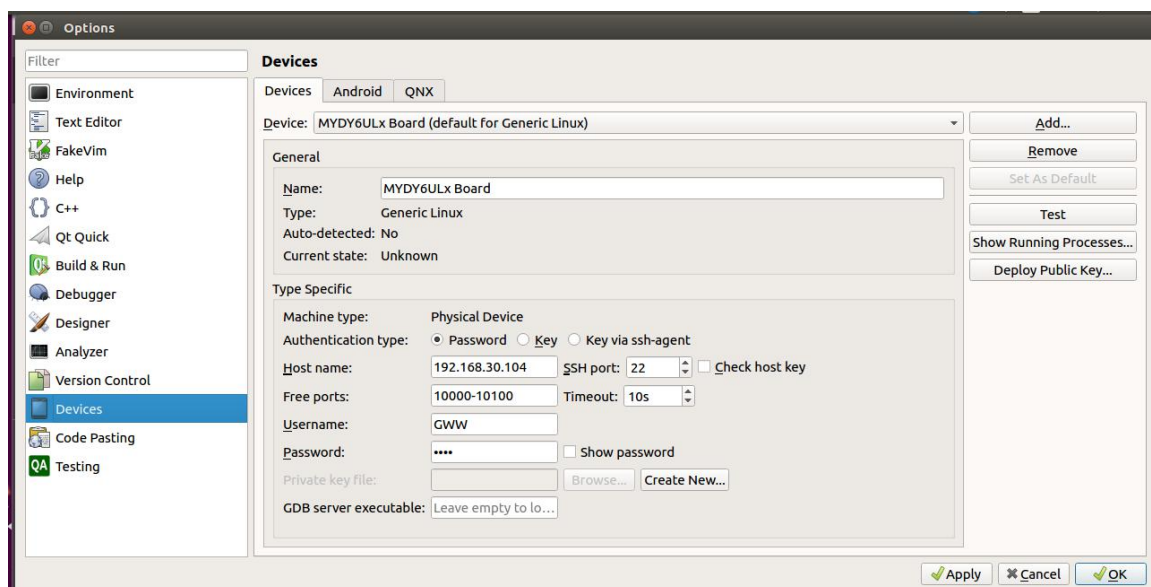 Options
Filter
Environment
Text Editor
FakeVim
Help
C++
Qt Quick
Build & Run
Debugger
Designer
Analyzer
Version Control
Devices
Code Pasting
QA Testing
Devices
Devices Android QNX
Device: MYDY6ULx Board (default for Generic Linux)
General
Name: MYDY6ULx Board
Type: Generic Linux
Auto-detected: No
Current state: Unknown
Type Specific
Machine type: Physical Device
Authentication type: Password Key Key via ssh-agent
Host name: 192.168.30.104 SSH port: 22 Check host key
Free ports: 10000-10100 Timeout: 10s
Username: GWW
Password: •••• Show password
Private key file: Browse... Create New...
GDB server executable: Leave empty to lo...
Add...
Remove
Set As Default
Test
Show Running Processes...
Deploy Public Key...
Apply Cancel OK